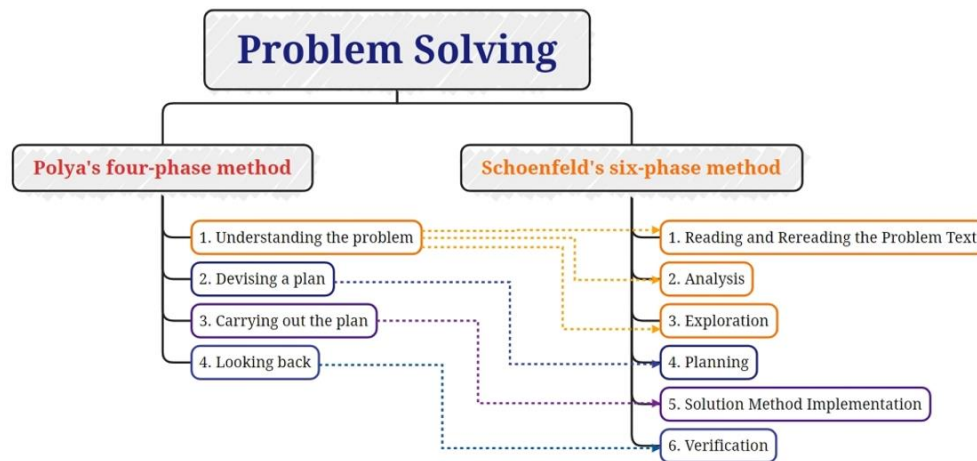 Problem Solving
Polya's four-phase method
1. Understanding the problem
2. Devising a plan
3. Carrying out the plan
4. Looking back
Schoenfeld's six-phase method
1. Reading and Rereading the Problem Text
2. Analysis
3. Exploration
4. Planning
5. Solution Method Implementation
6. Verification